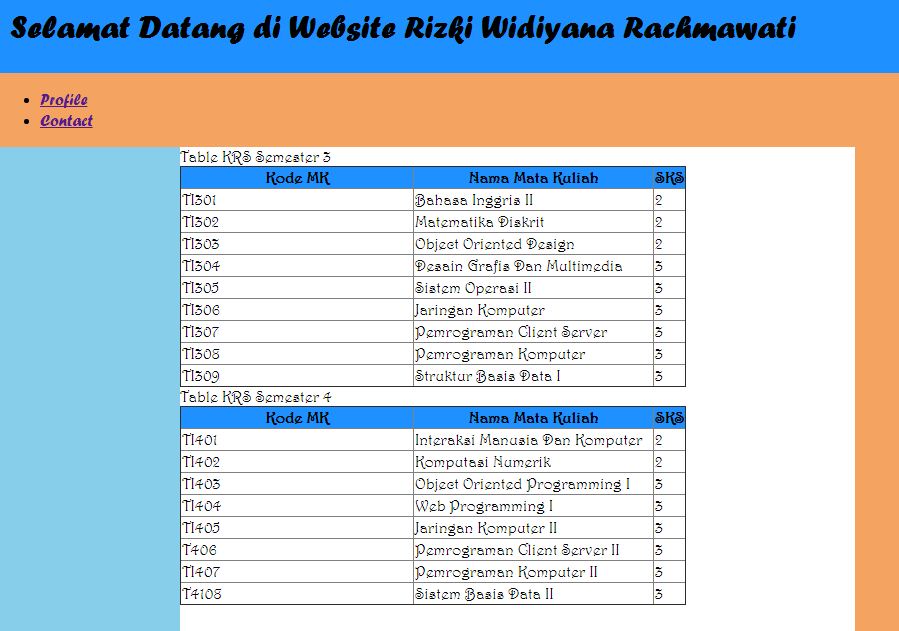 Selamat Datang di Website Rizki Widiyana Rachmawati
Profile
Contact
Table KRS Semester 3
Kode MK Nama Mata Kuliah SKS
TI301 Bahasa Inggris II 2
TI302 Matematika Diskrit 2
TI303 Object Oriented Design 2
TI304 Desain Grafis Dan Multimedia 3
TI305 Sistem Operasi II 3
TI306 Jaringan Komputer 3
TI307 Pemrograman Client Server 3
TI308 Pemrograman Komputer 3
TI309 Struktur Basis Data I 3
Table KRS Semester 4
Kode MK Nama Mata Kuliah SKS
TI401 Interaksi Manusia Dan Komputer 2
TI402 Komputasi Numerik 2
TI403 Object Oriented Programming I 3
TI404 Web Programming I 3
TI405 Jaringan Komputer II 3
T406 Pemrograman Client Server II 3
TI407 Pemrograman Komputer II 3
T4108 Sistem Basis Data II 3